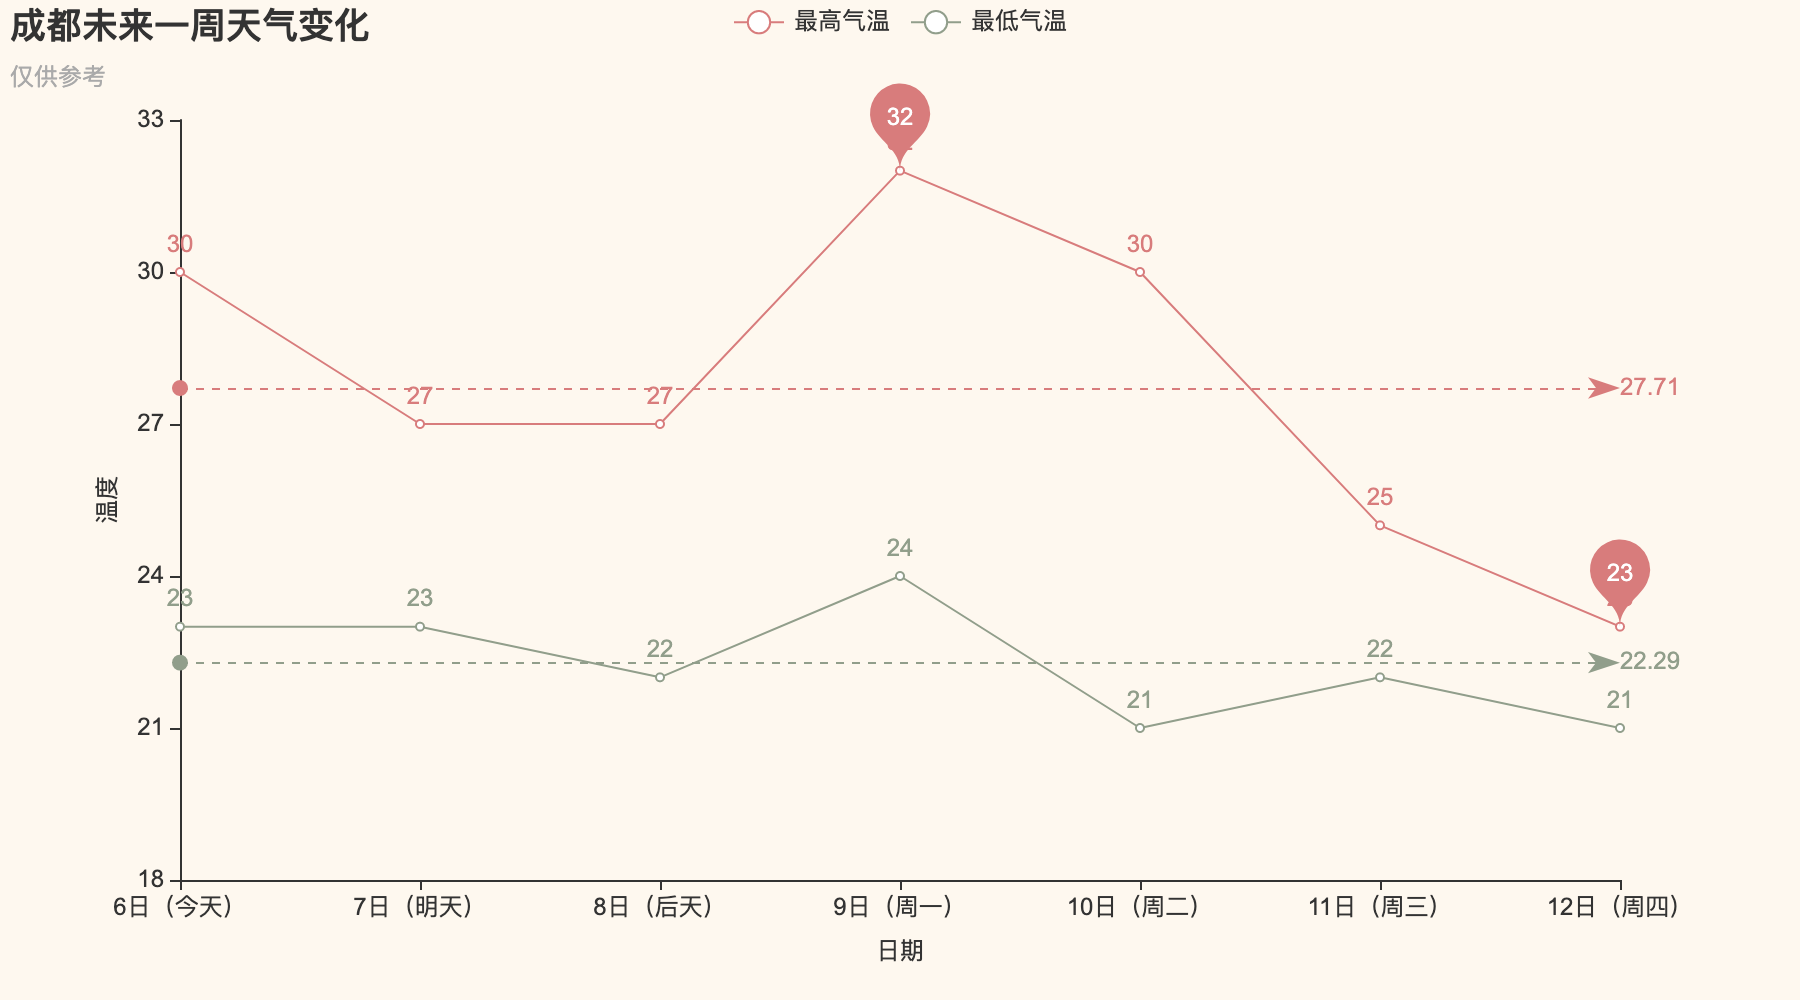 成都未来一周天气变化
仅供参考
最高气温 最低气温
33
30
27
24
21
18
温度
30 27 27 32 30 25 23
27.71
23 23 22 24 21 22 21
22.29
6日（今天） 7日（明天） 8日（后天） 9日（周一） 10日（周二） 11日（周三） 12日（周四）
日期